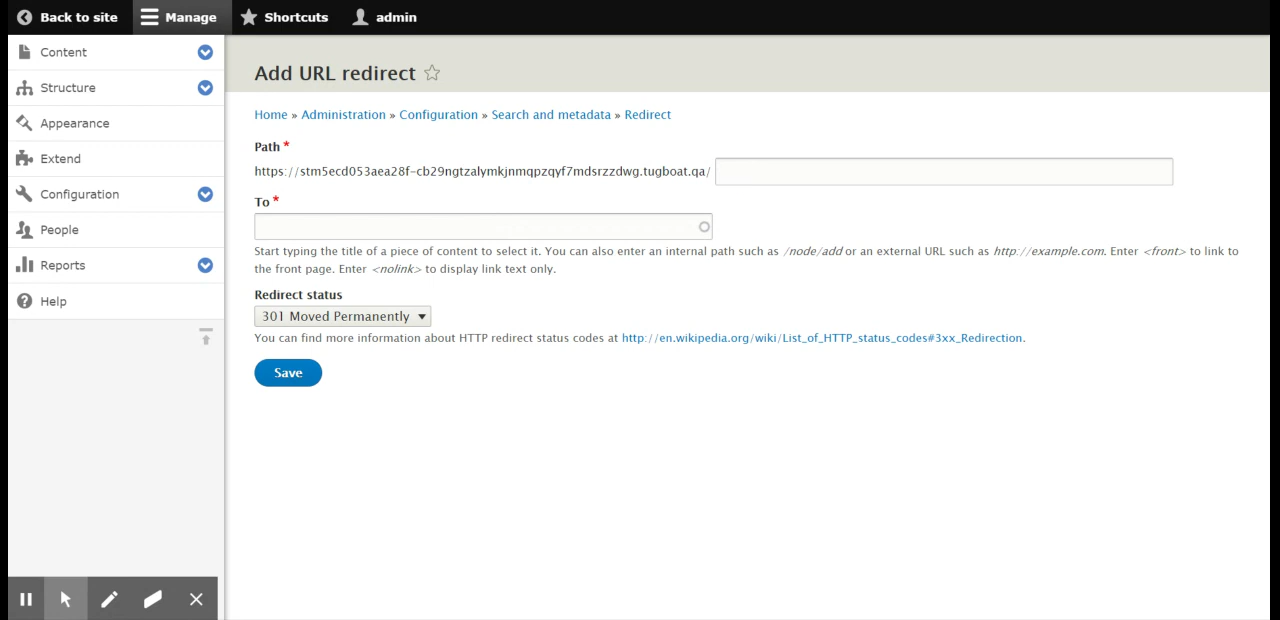 Back to site Manage Shortcuts admin
Content
Structure
Appearance
Extend
Configuration
People
Reports
Help
Add URL redirect
Home » Administration » Configuration » Search and metadata » Redirect
Path *
https://stm5ecd053aea28f-cb29ngtzalymkjnmqpzqyf7mdsrzzdwg.tugboat.qa/
To *
Start typing the title of a piece of content to select it. You can also enter an internal path such as /node/add or an external URL such as http://example.com. Enter <front> to link to
the front page. Enter <nolink> to display link text only.
Redirect status
301 Moved Permanently
You can find more information about HTTP redirect status codes at http://en.wikipedia.org/wiki/List_of_HTTP_status_codes#3xx_Redirection.
Save